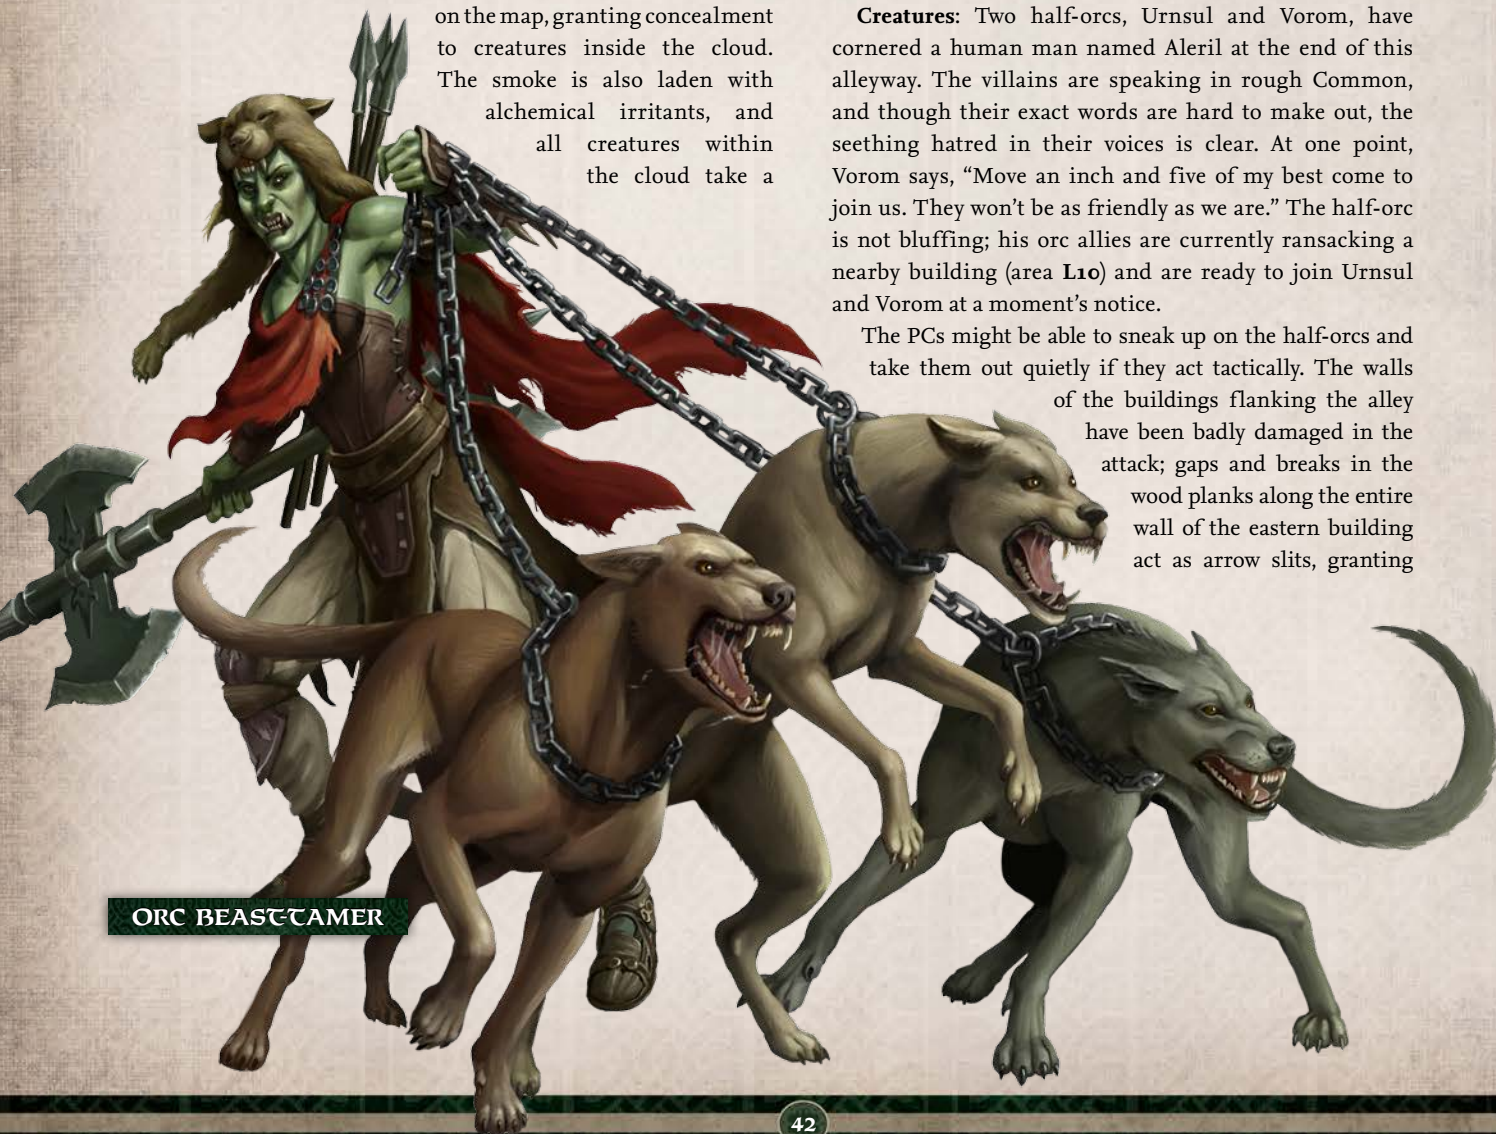 on the map, granting concealment
to creatures inside the cloud.
The smoke is also laden with
alchemical irritants, and
all creatures within
the cloud take a
Creatures: Two half-orcs, Urnsul and Vorom, have
cornered a human man named Aleril at the end of this
alleyway. The villains are speaking in rough Common,
and though their exact words are hard to make out, the
seething hatred in their voices is clear. At one point,
Vorom says, “Move an inch and five of my best come to
join us. They won’t be as friendly as we are.” The half-orc
is not bluffing; his orc allies are currently ransacking a
nearby building (area L10) and are ready to join Urnsul
and Vorom at a moment’s notice.
The PCs might be able to sneak up on the half-orcs and
take them out quietly if they act tactically. The walls
of the buildings flanking the alley
have been badly damaged in the
attack; gaps and breaks in the
wood planks along the entire
wall of the eastern building
act as arrow slits, granting
ORC BEAST-TAMER
42